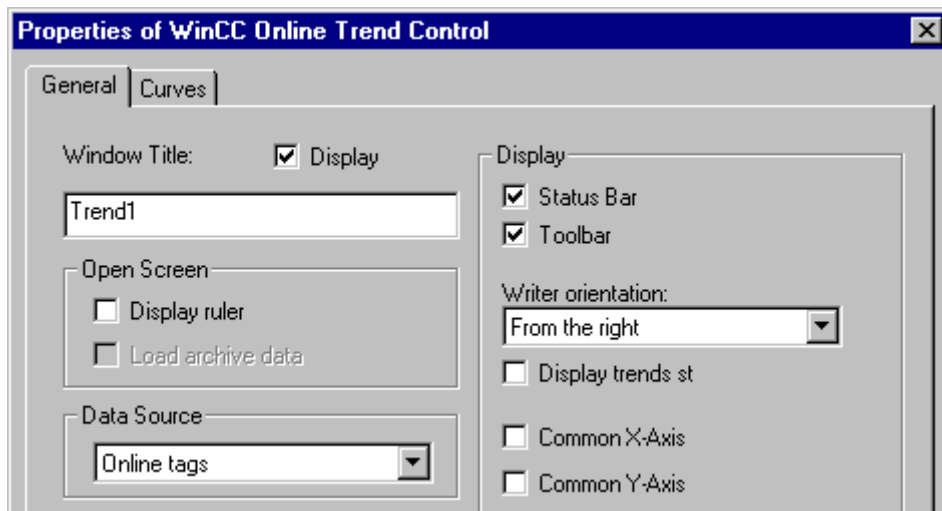 Properties of WinCC Online Trend Control
General
Curves
Window Title:
Display
Trend1
Open Screen
Display ruler
Load archive data
Data Source
Online tags
Display
Status Bar
Toolbar
Writer orientation:
From the right
Display trends st
Common X-Axis
Common Y-Axis